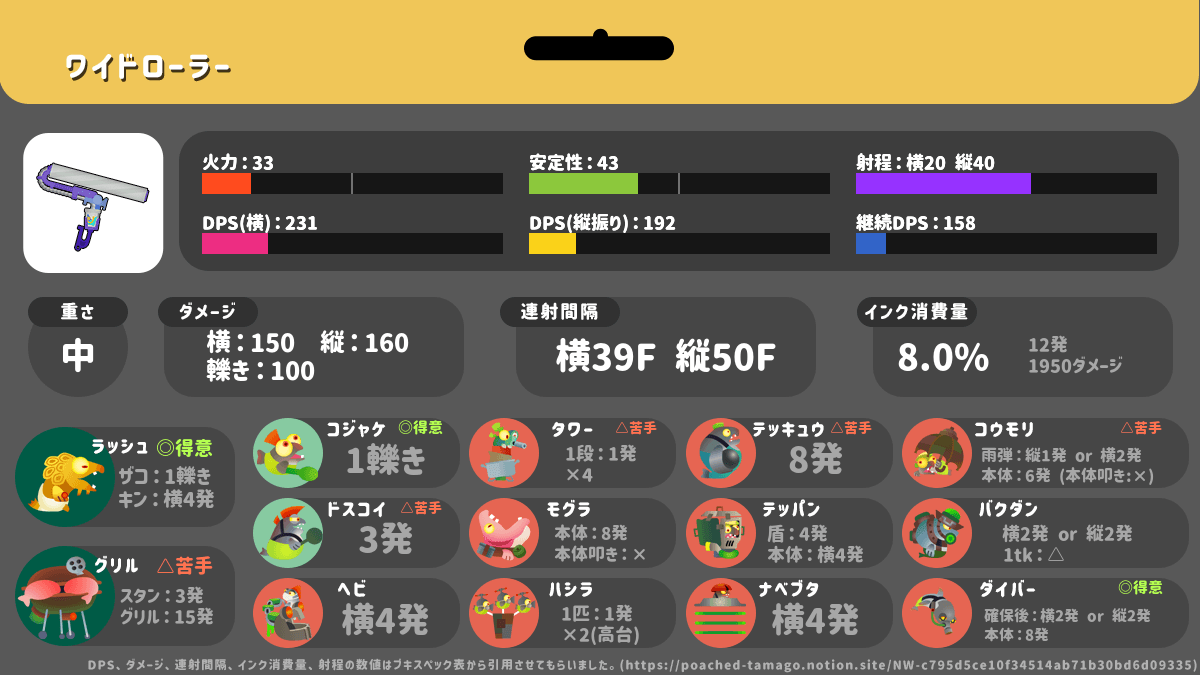 ワイドローラー
火力：33
安定性：43
射程：横20 縦40
DPS(横)：231
DPS(縦振り)：192
継続DPS：158
重さ
中
ダメージ
横：150 縦：160
轢き：100
連射間隔
横39F 縦50F
インク消費量
8.0%
12発
1950ダメージ
ラッシュ ◎得意
ザコ：1轢き
キン：横4発
グリル △苦手
スタン：3発
グリル：15発
コジャケ ◎得意
1轢き
タワー △苦手
1段：1発
×4
テッキュウ △苦手
8発
コウモリ △苦手
雨弾：縦1発 or 横2発
本体：6発 (本体叩き:×)
ドスコイ △苦手
3発
モグラ
本体：8発
本体叩き：×
テッパン
盾：4発
本体：横4発
バクダン
横2発 or 縦2発
1tk：△
ヘビ
横4発
ハシラ
1匹：1発
×2(高台)
ナベブタ
横4発
ダイバー ◎得意
確保後：横2発 or 縦2発
本体：8発
DPS、ダメージ、連射間隔、インク消費量、射程の数値はブキスペック表から引用させてもらいました。(https://poached-tamago.notion.site/NW-c795d5ce10f34514ab71b30bd6d09335)